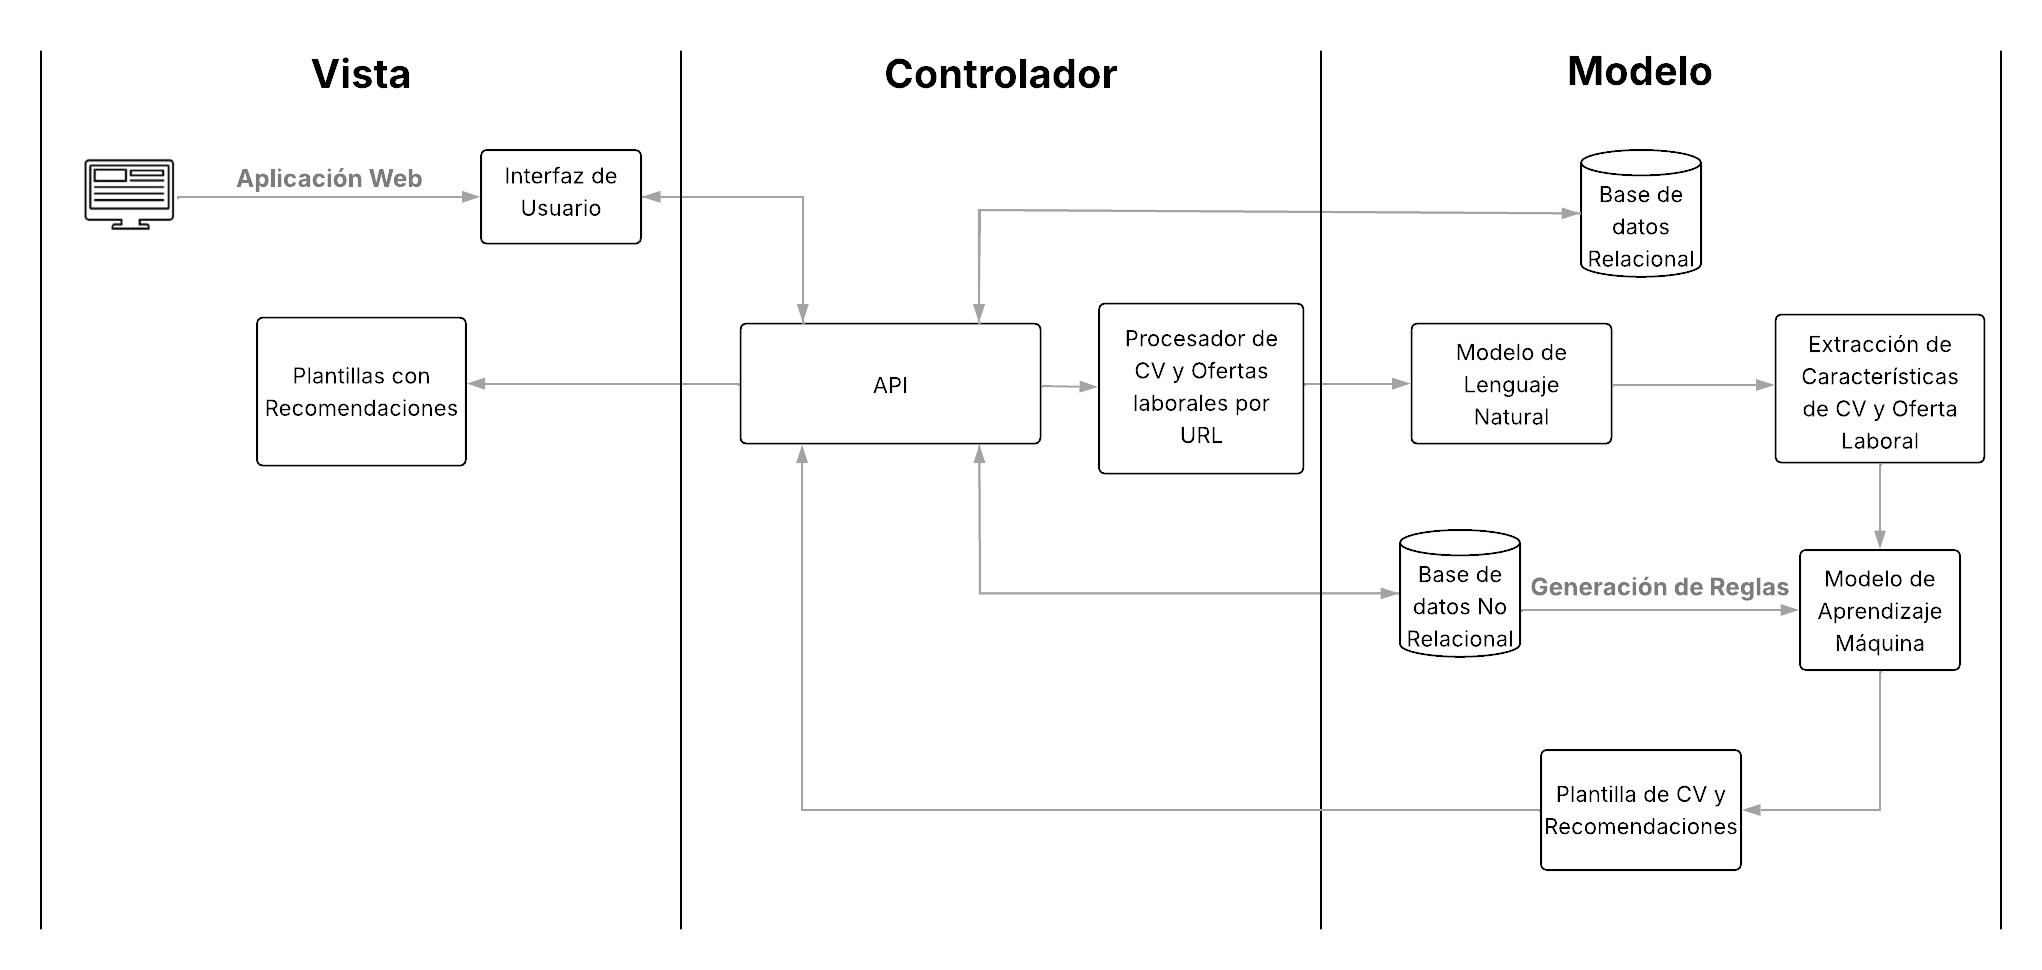 Vista
Controlador
Modelo
Aplicación Web
Interfaz de
Usuario
Base de
datos
Relacional
Plantillas con
Recomendaciones
API
Procesador de
CV y Ofertas
laborales por
URL
Modelo de
Lenguaje
Natural
Extracción de
Características
de CV y Oferta
Laboral
Base de
datos No
Relacional
Generación de Reglas
Modelo de
Aprendizaje
Máquina
Plantilla de CV y
Recomendaciones